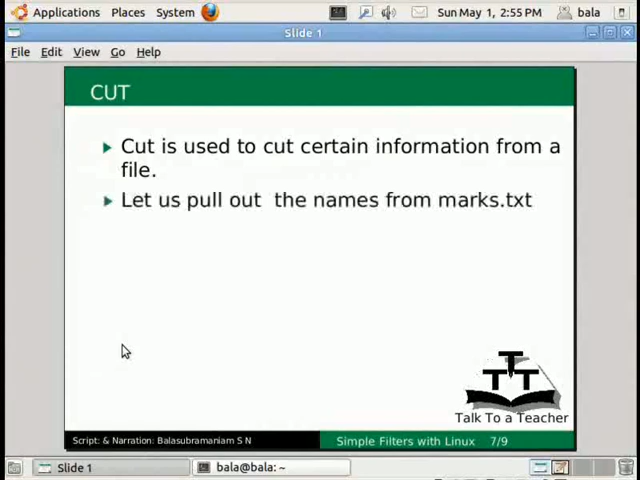 Applications Places System Sun May 1, 2:55 PM bala
Slide 1
File Edit View Go Help
CUT
Cut is used to cut certain information from a
file.
Let us pull out the names from marks.txt
T
T T
Talk To a Teacher
Script: & Narration: Balasubramaniam S N Simple Filters with Linux 7/9
Slide 1 bala@bala: ~